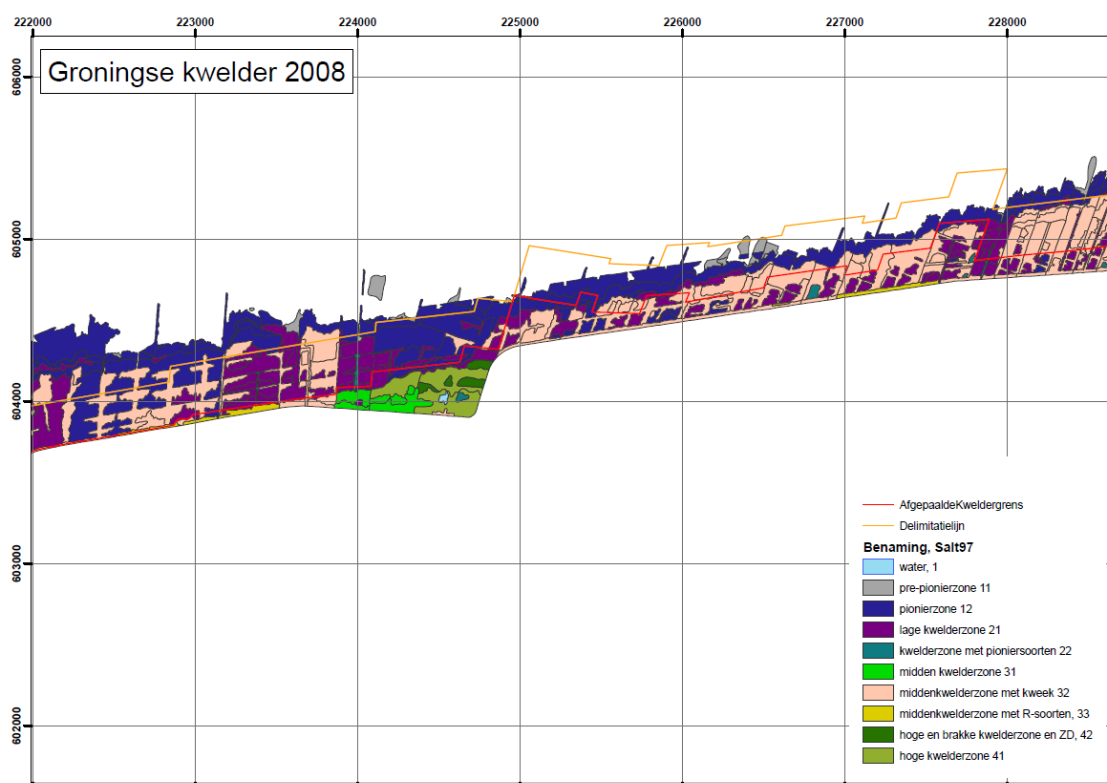 222000 223000 224000 225000 226000 227000 228000
Groningse kwelder 2008
606000
605000
604000
603000
602000
AfgepaaldeKweldergrens
Delimitatielijn
Benaming, Salt97
water, 1
pre-pionierzone 11
pionierzone 12
lage kwelderzone 21
kwelderzone met pioniersoorten 22
midden kwelderzone 31
middenkwelderzone met kweek 32
middenkwelderzone met R-soorten, 33
hoge en brakke kwelderzone en ZD, 42
hoge kwelderzone 41